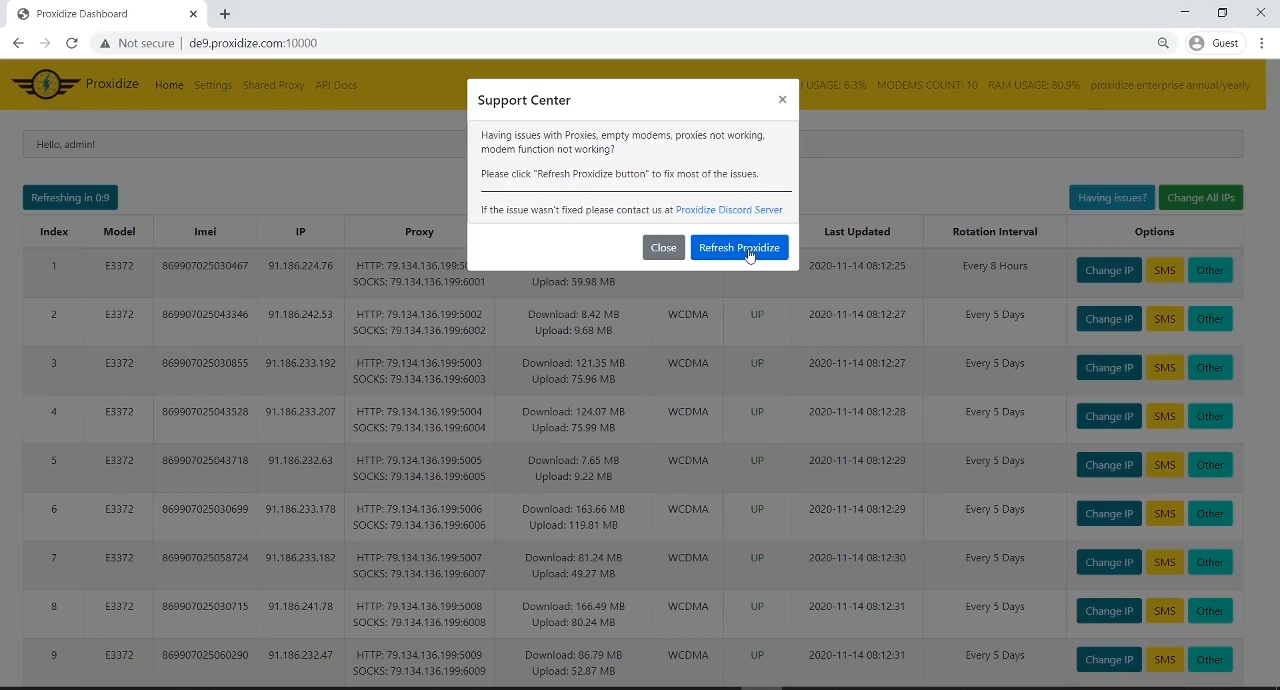 Proxidize Dashboard
Not secure | de9.proxidize.com:10000
Guest
Proxidize Home Settings Shared Proxy API Docs
USAGE: 6.3% MODEMS COUNT: 10 RAM USAGE: 80.9% proxidize enterprise annual/yearly
Support Center
Having issues with Proxies, empty modems, proxies not working,
modem function not working?
Please click "Refresh Proxidize button" to fix most of the issues.
If the issue wasn't fixed please contact us at Proxidize Discord Server
Close Refresh Proxidize
Hello, admin!
Refreshing in 0:9
Having issues? Change All IPs
Index Model Imei IP Proxy Last Updated Rotation Interval Options
1 E3372 869907025030467 91.186.224.76 HTTP: 79.134.136.199:50 2020-11-14 08:12:25 Every 8 Hours Change IP SMS Other
SOCKS: 79.134.136.199:6001 Upload: 59.98 MB
2 E3372 869907025043346 91.186.242.53 HTTP: 79.134.136.199:5002 Download: 8.42 MB WCDMA UP 2020-11-14 08:12:27 Every 5 Days Change IP SMS Other
SOCKS: 79.134.136.199:6002 Upload: 9.68 MB
3 E3372 869907025030855 91.186.233.192 HTTP: 79.134.136.199:5003 Download: 121.35 MB WCDMA UP 2020-11-14 08:12:27 Every 5 Days Change IP SMS Other
SOCKS: 79.134.136.199:6003 Upload: 75.96 MB
4 E3372 869907025043528 91.186.233.207 HTTP: 79.134.136.199:5004 Download: 124.07 MB WCDMA UP 2020-11-14 08:12:28 Every 5 Days Change IP SMS Other
SOCKS: 79.134.136.199:6004 Upload: 75.99 MB
5 E3372 869907025043718 91.186.232.63 HTTP: 79.134.136.199:5005 Download: 7.65 MB WCDMA UP 2020-11-14 08:12:29 Every 5 Days Change IP SMS Other
SOCKS: 79.134.136.199:6005 Upload: 9.22 MB
6 E3372 869907025030699 91.186.233.178 HTTP: 79.134.136.199:5006 Download: 163.66 MB WCDMA UP 2020-11-14 08:12:29 Every 5 Days Change IP SMS Other
SOCKS: 79.134.136.199:6006 Upload: 119.81 MB
7 E3372 869907025058724 91.186.233.182 HTTP: 79.134.136.199:5007 Download: 81.24 MB WCDMA UP 2020-11-14 08:12:30 Every 5 Days Change IP SMS Other
SOCKS: 79.134.136.199:6007 Upload: 49.27 MB
8 E3372 869907025030715 91.186.241.78 HTTP: 79.134.136.199:5008 Download: 166.49 MB WCDMA UP 2020-11-14 08:12:31 Every 5 Days Change IP SMS Other
SOCKS: 79.134.136.199:6008 Upload: 80.24 MB
9 E3372 869907025060290 91.186.232.47 HTTP: 79.134.136.199:5009 Download: 86.79 MB WCDMA UP 2020-11-14 08:12:31 Every 5 Days Change IP SMS Other
SOCKS: 79.134.136.199:6009 Upload: 52.87 MB